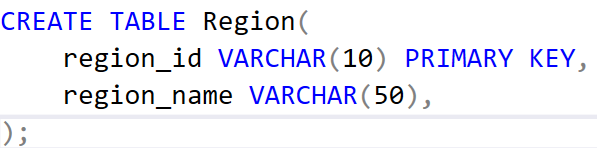 CREATE TABLE Region(
    region_id VARCHAR(10) PRIMARY KEY,
    region_name VARCHAR(50),
);